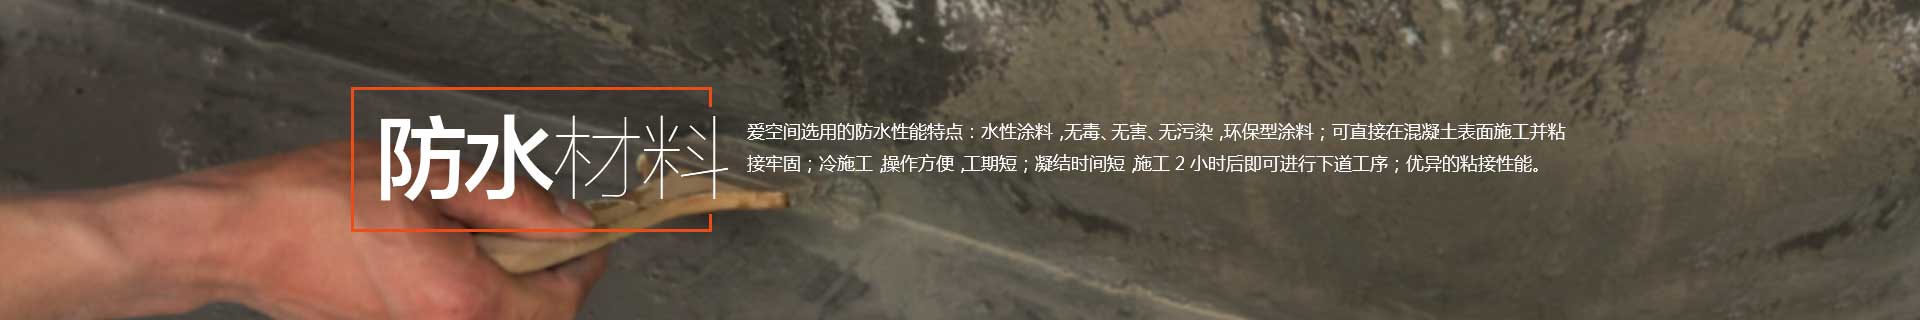 防水材料
爱空间选用的防水性能特点：水性涂料，无毒、无害、无污染，环保型涂料；可直接在混凝土表面施工并粘
接牢固；冷施工，操作方便，工期短；凝结时间短，施工2小时后即可进行下道工序；优异的粘接性能。